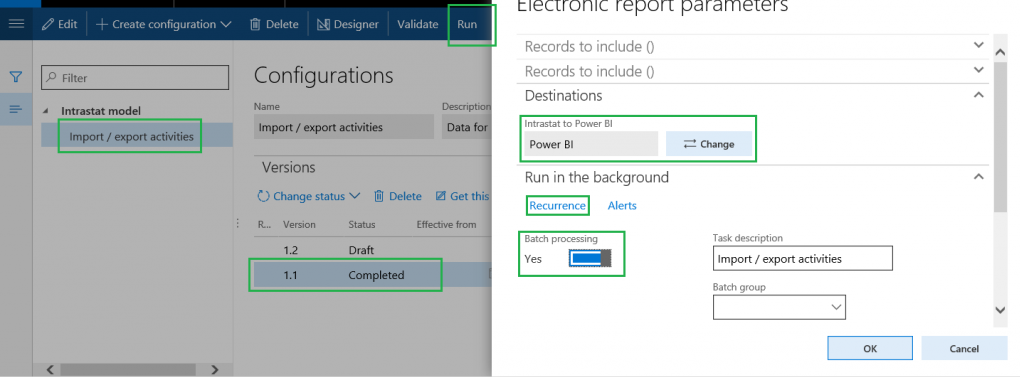 Edit
Create configuration
Delete
Designer
Validate
Run
Filter
Intrastat model
Import / export activities
Configurations
Name
Description
Import / export activities
Data for
Versions
Change status
Delete
Get this
R... Version Status Effective from
1.2 Draft
1.1 Completed
Electronic report parameters
Records to include ()
Records to include ()
Destinations
Intrastat to Power BI
Power BI
Change
Run in the background
Recurrence
Alerts
Batch processing
Yes
Task description
Import / export activities
Batch group
OK
Cancel